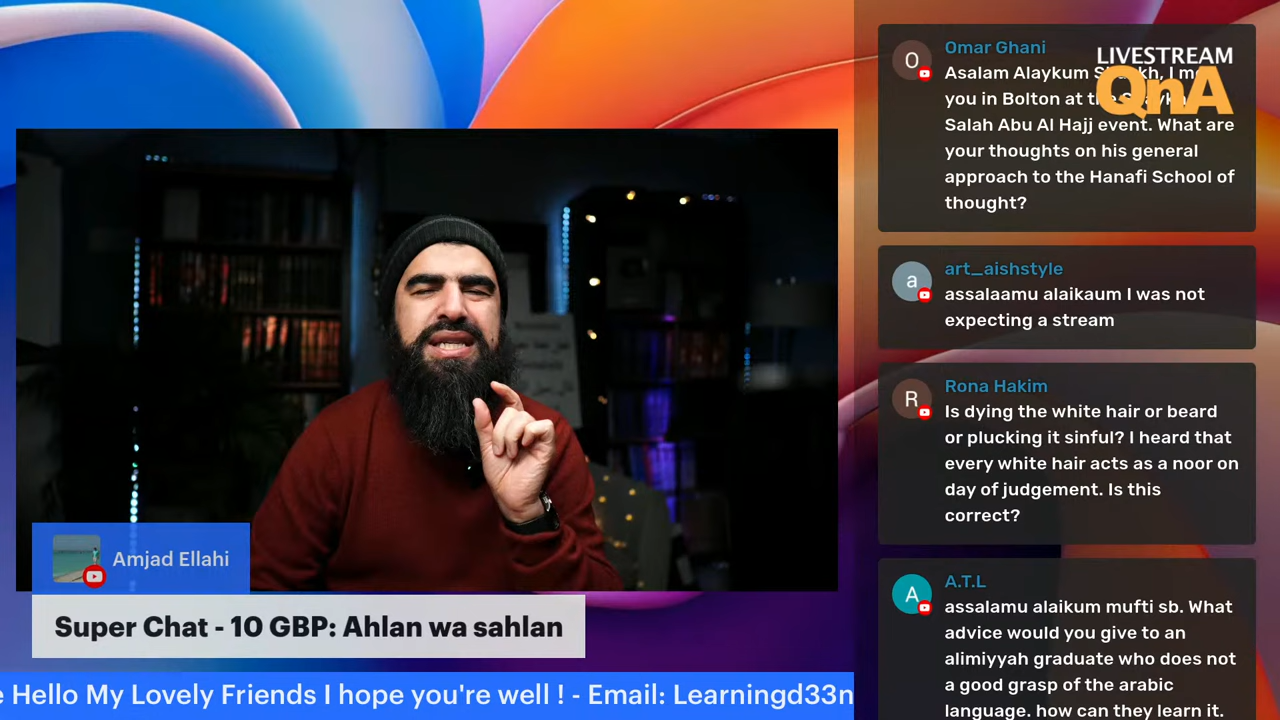 Omar Ghani
Asalam Alaykum I
you in Bolton at the
Salah Abu Al Hajj event. What are
your thoughts on his general
approach to the Hanafi School of
thought?
LIVESTREAM
QnA
O
art_aishstyle
assalaamu alaikaum I was not
expecting a stream
a
Rona Hakim
Is dying the white hair or beard
or plucking it sinful? I heard that
every white hair acts as a noor on
day of judgement. Is this
correct?
R
A.T.L
assalamu alaikum mufti sb. What
advice would you give to an
alimiyyah graduate who does not
a good grasp of the arabic
language. how can they learn it.
A
Amjad Ellahi
Super Chat - 10 GBP: Ahlan wa sahlan
e Hello My Lovely Friends I hope you're well ! - Email: Learningd33n